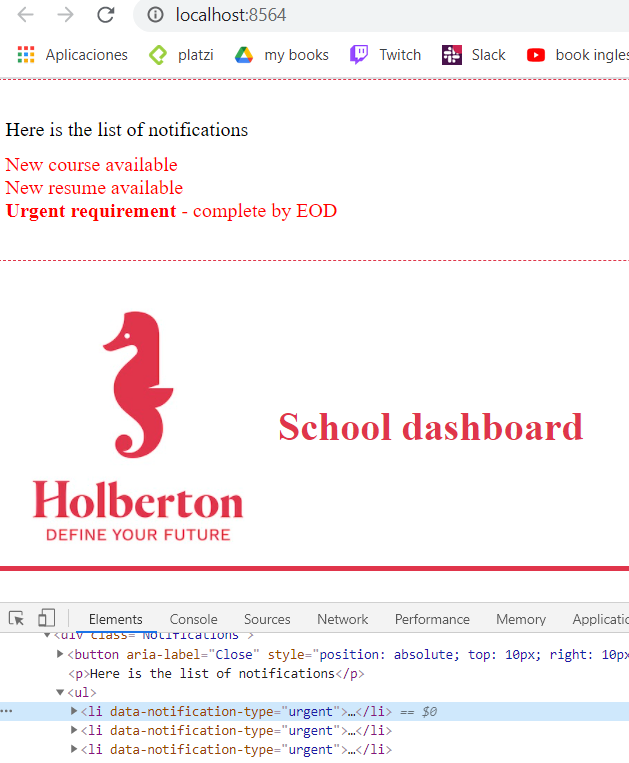 localhost:8564
Aplicaciones platzi my books Twitch Slack book ingles
Here is the list of notifications
New course available
New resume available
Urgent requirement - complete by EOD
School dashboard
Holberton
DEFINE YOUR FUTURE
Elements Console Sources Network Performance Memory Applicatio
▼<div class="Notifications">
▶<button aria-label="Close" style="position: absolute; top: 10px; right: 10px
<p>Here is the list of notifications</p>
▼<ul>
… ▶<li data-notification-type="urgent">…</li> == $0
▶<li data-notification-type="urgent">…</li>
▶<li data-notification-type="urgent">…</li>